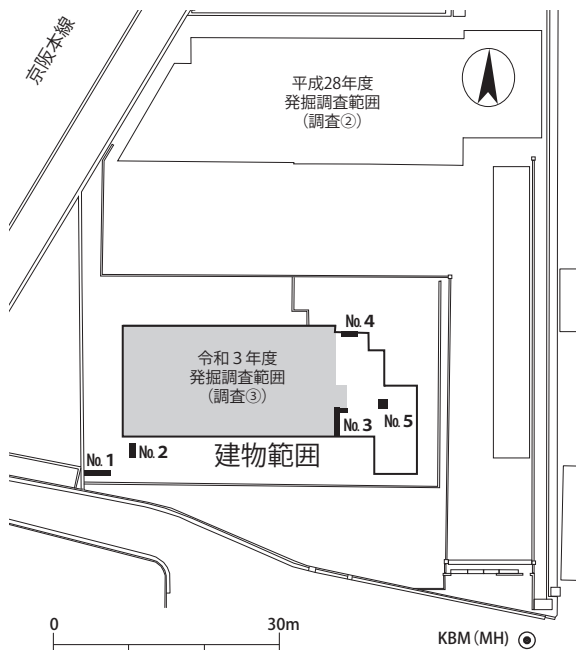 京阪本線
平成28年度
発掘調査範囲
（調査②）
No. 4
令和３年度
発掘調査範囲
（調査③）
No. 3
No. 5
No. 1
No. 2
建物範囲
0
30m
KBM (MH)